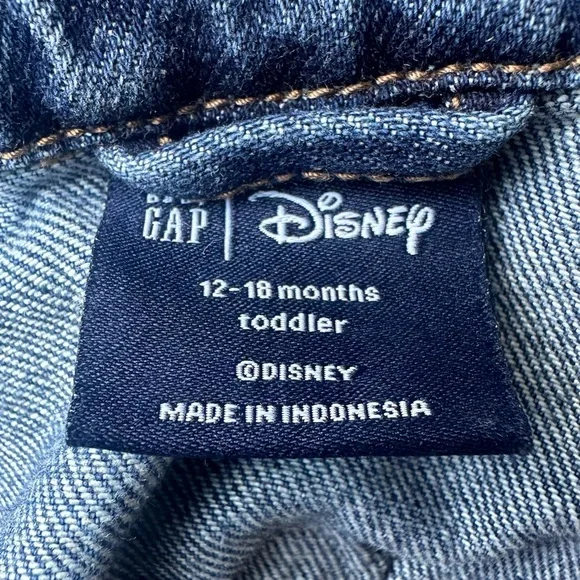 GAP | Disney
12-18 months
toddler
©DISNEY
MADE IN INDONESIA